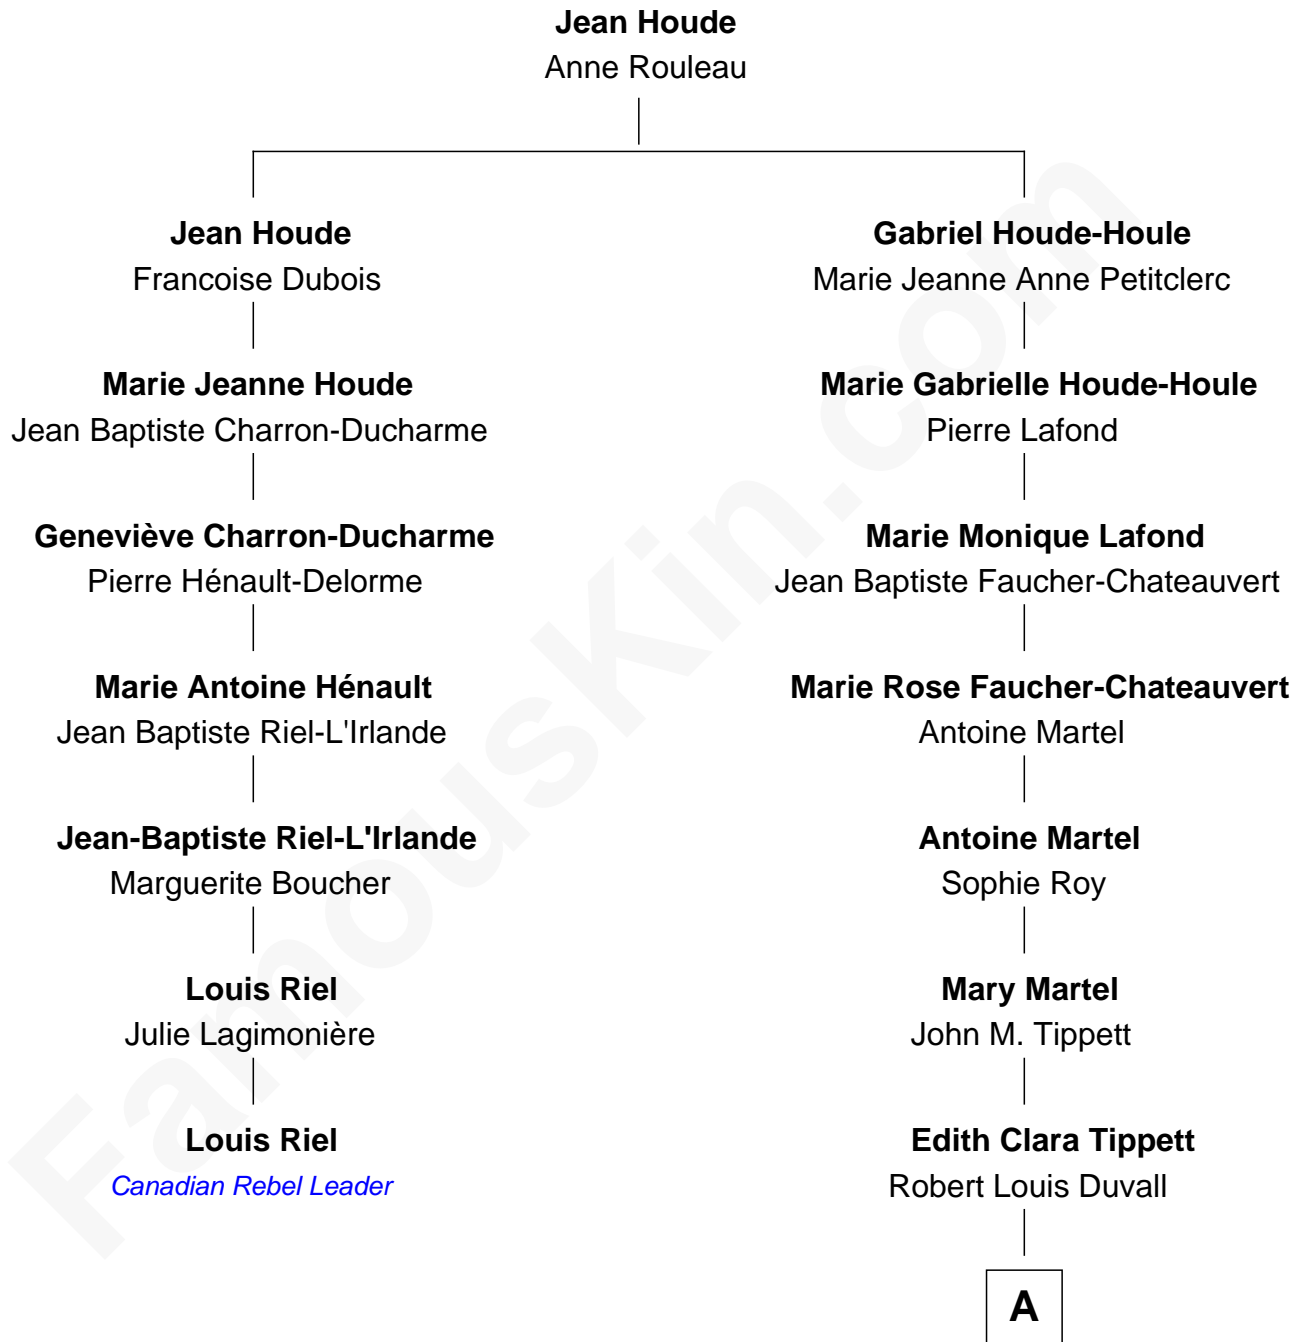 Jean Houde
Anne Rouleau
Jean Houde
Francoise Dubois
Marie Jeanne Houde
Jean Baptiste Charron-Ducharme
Geneviève Charron-Ducharme
Pierre Hénault-Delorme
Marie Antoine Hénault
Jean Baptiste Riel-L'Irlande
Jean-Baptiste Riel-L'Irlande
Marguerite Boucher
Louis Riel
Julie Lagimonière
Louis Riel
Canadian Rebel Leader
Gabriel Houde-Houle
Marie Jeanne Anne Petitclerc
Marie Gabrielle Houde-Houle
Pierre Lafond
Marie Monique Lafond
Jean Baptiste Faucher-Chateauvert
Marie Rose Faucher-Chateauvert
Antoine Martel
Antoine Martel
Sophie Roy
Mary Martel
John M. Tippett
Edith Clara Tippett
Robert Louis Duvall
A
FamousKin.com